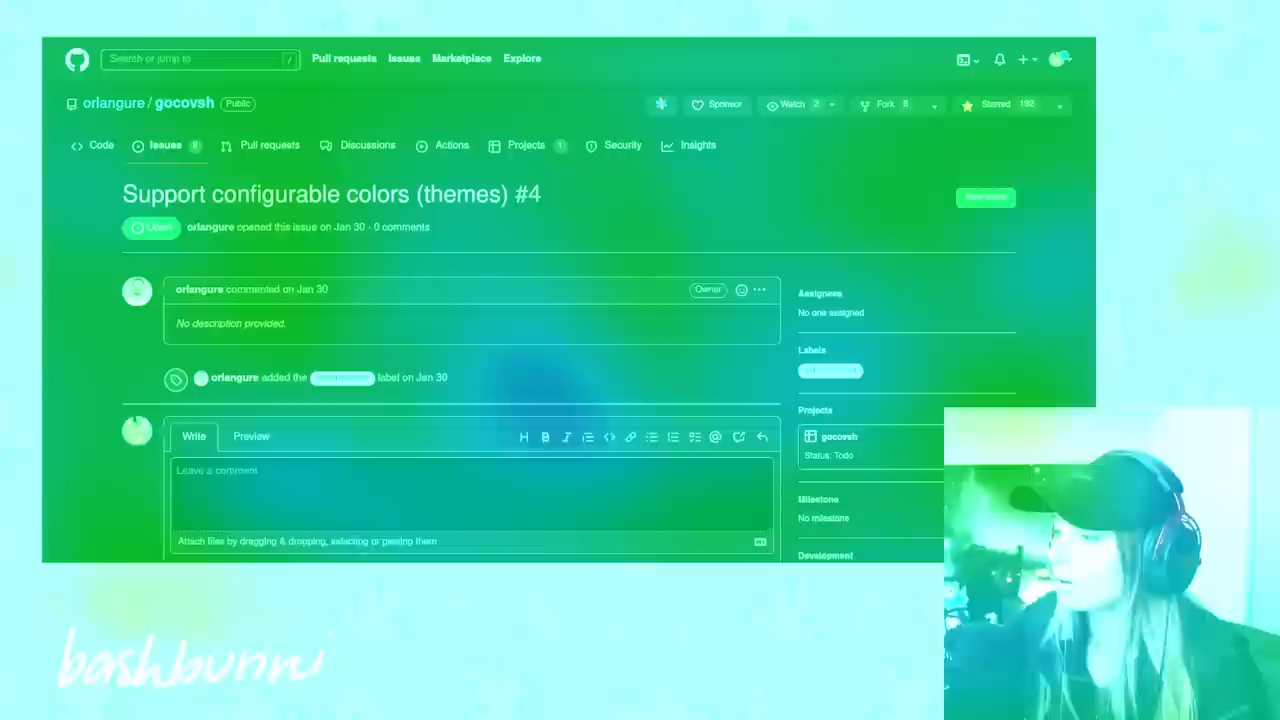 Search or jump to /
Pull requests Issues Marketplace Explore
orlangure / gocovsh Public
Sponsor Watch 2 Fork 8 Starred 192
Code Issues 8 Pull requests Discussions Actions Projects 1 Security Insights
Support configurable colors (themes) #4
New issue
Open orlangure opened this issue on Jan 30 · 0 comments
orlangure commented on Jan 30 Owner
No description provided.
orlangure added the label on Jan 30
Write Preview
Leave a comment
Attach files by dragging & dropping, selecting or pasting them
Assignees
No one assigned
Labels
Projects
gocovsh
Status: Todo
Milestone
No milestone
Development
bashbunni